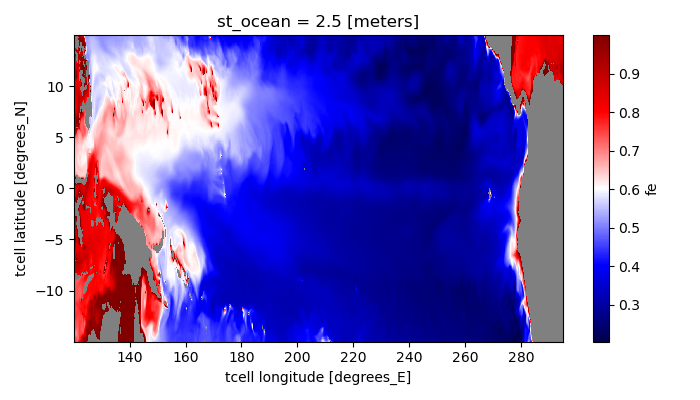 st_ocean = 2.5 [meters]
10
5
0
−5
−10
tcell latitude [degrees_N]
140 160 180 200 220 240 260 280
tcell longitude [degrees_E]
0.9
0.8
0.7
0.6
0.5
0.4
0.3
fe